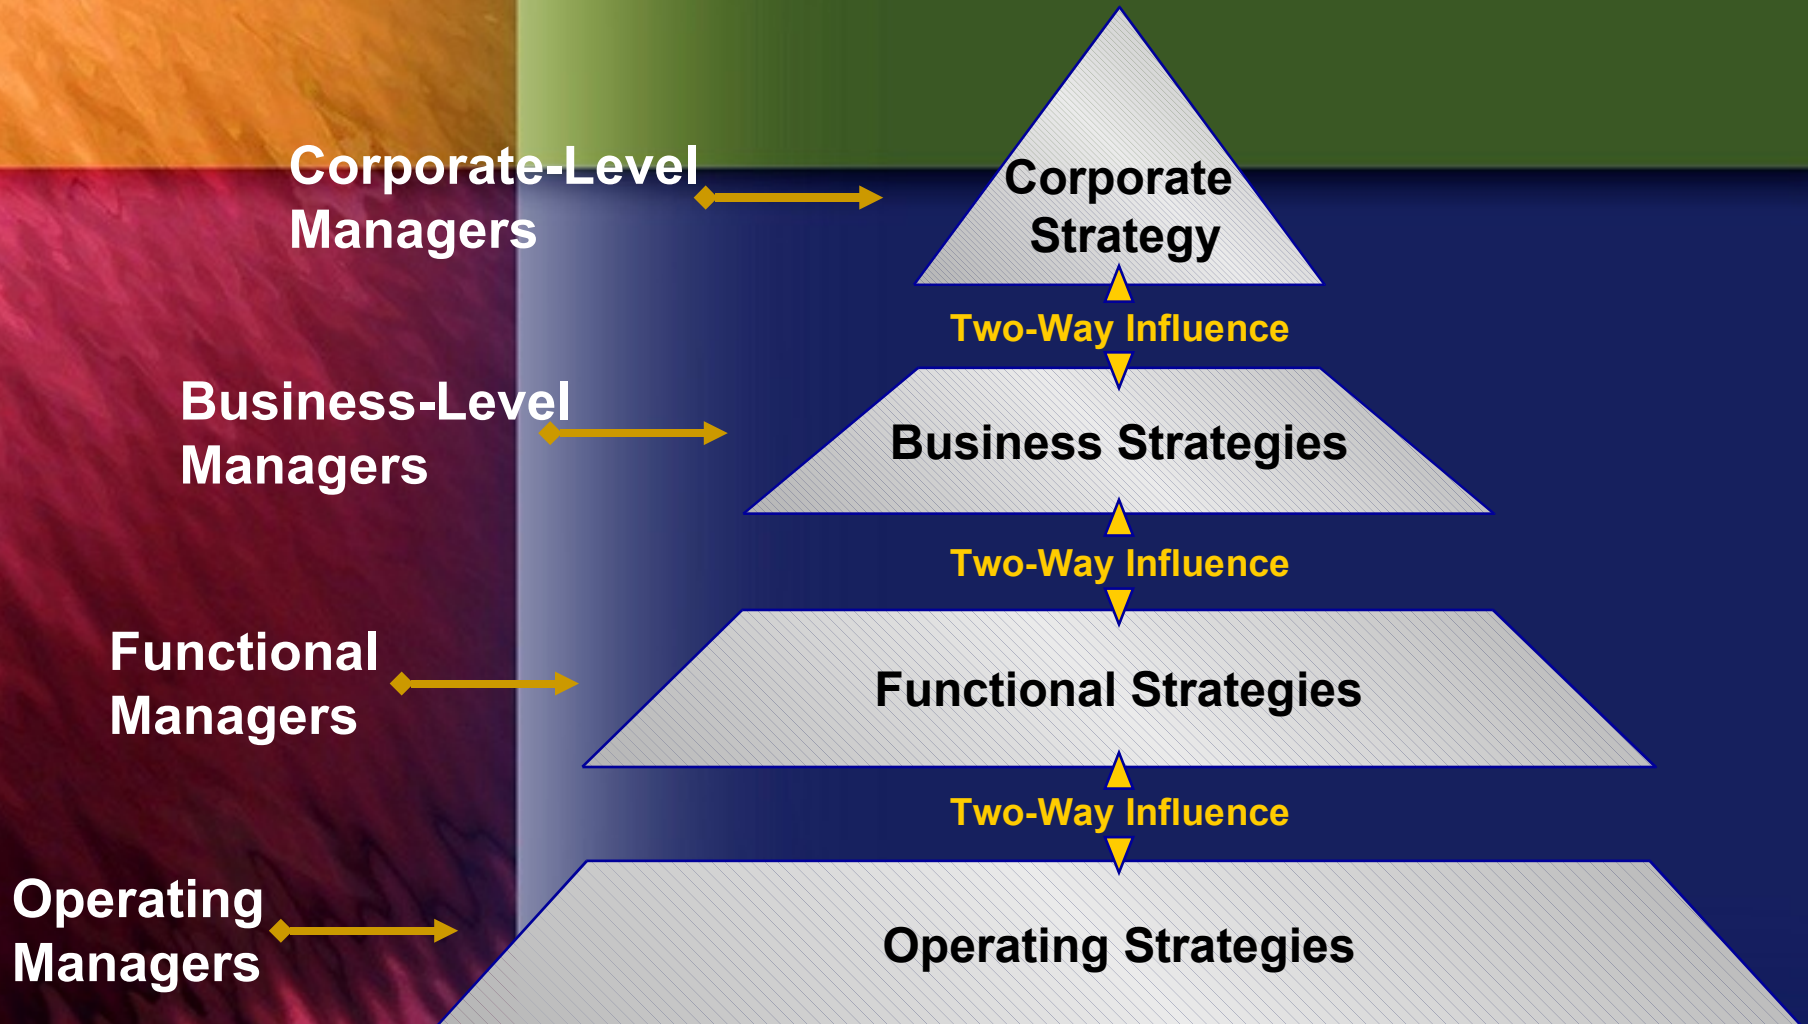 Corporate-Level
Managers
Corporate
Strategy
Two-Way Influence
Business-Level
Managers
Business Strategies
Two-Way Influence
Functional
Managers
Functional Strategies
Two-Way Influence
Operating
Managers
Operating Strategies